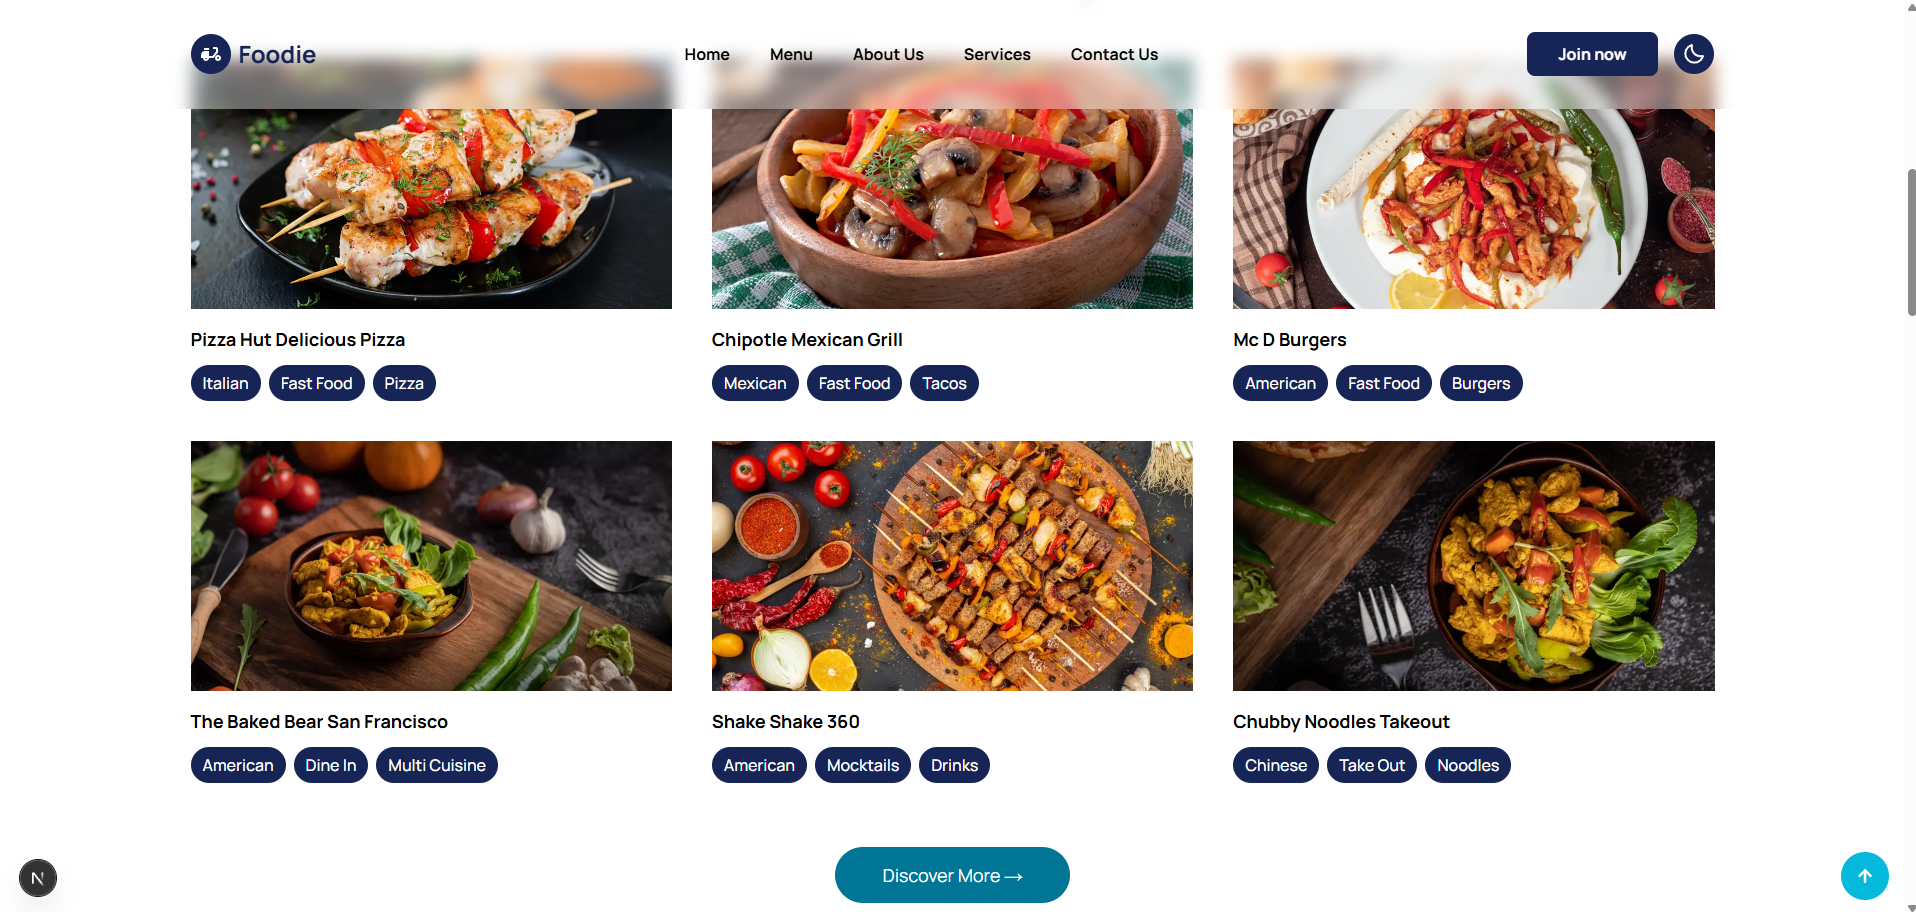 Foodie
Home Menu About Us Services Contact Us
Join now
Pizza Hut Delicious Pizza
Italian Fast Food Pizza
Chipotle Mexican Grill
Mexican Fast Food Tacos
Mc D Burgers
American Fast Food Burgers
The Baked Bear San Francisco
American Dine In Multi Cuisine
Shake Shake 360
American Mocktails Drinks
Chubby Noodles Takeout
Chinese Take Out Noodles
Discover More →
N